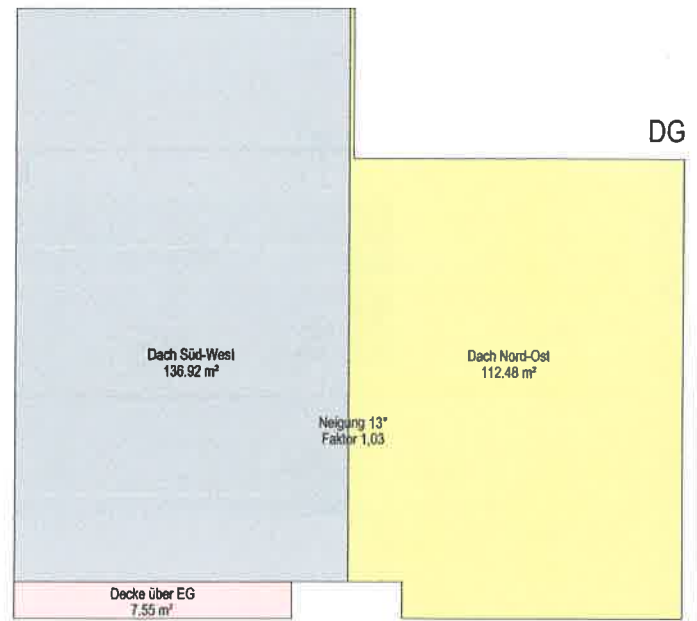 DG
Dach Süd-West
136.92 m²
Dach Nord-Ost
112.48 m²
Neigung 13°
Faktor 1,03
Decke über EG
7.55 m²